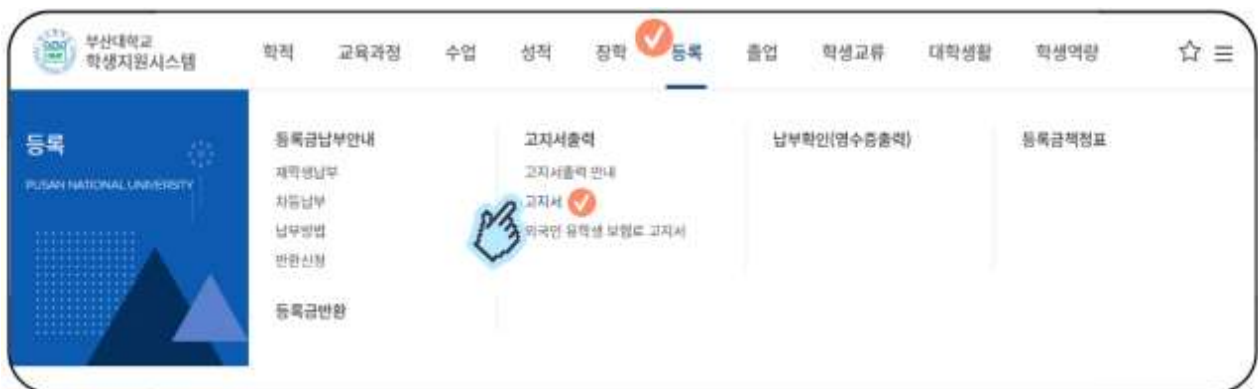 부산대학교
학생지원시스템
학적 교육과정 수업 성적 장학 등록 졸업 학생교류 대학생활 학생역량
등록
PUSAN NATIONAL UNIVERSITY
등록금납부안내
재학생납부
차등납부
납부방법
반환신청
등록금반환
고지서출력
고지서출력 안내
고지서
외국인 유학생 보험료 고지서
납부확인(영수증출력)
등록금책정표